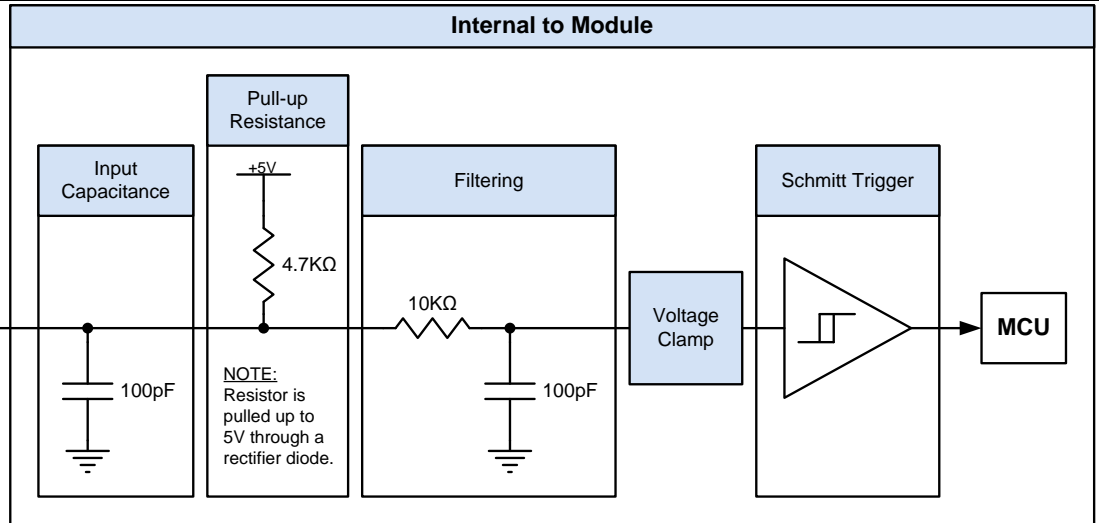 Internal to Module
Input
Capacitance
100pF
Pull-up
Resistance
+5V
4.7KΩ
NOTE:
Resistor is
pulled up to
5V through a
rectifier diode.
Filtering
10KΩ
100pF
Voltage
Clamp
Schmitt Trigger
MCU